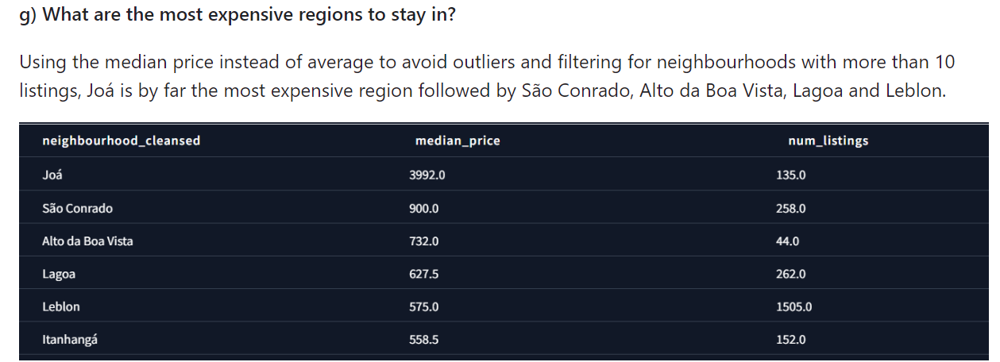 g) What are the most expensive regions to stay in?
Using the median price instead of average to avoid outliers and filtering for neighbourhoods with more than 10
listings, Joá is by far the most expensive region followed by São Conrado, Alto da Boa Vista, Lagoa and Leblon.
neighbourhood_cleansed median_price num_listings
Joá 3992.0 135.0
São Conrado 900.0 258.0
Alto da Boa Vista 732.0 44.0
Lagoa 627.5 262.0
Leblon 575.0 1505.0
Itanhangá 558.5 152.0